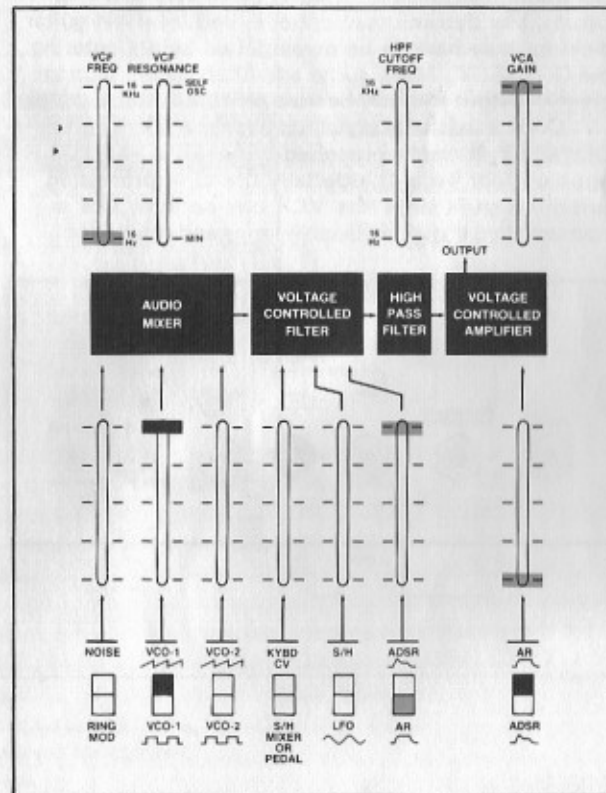 VCF
FREQ
VCF
RESONANCE
HPF
CUTOFF
FREQ
VCA
GAIN
16
KHz
SELF
OSC
16
KHz
16
Hz
MIN
16
Hz
OUTPUT
AUDIO
MIXER
VOLTAGE
CONTROLLED
FILTER
HIGH
PASS
FILTER
VOLTAGE
CONTROLLED
AMPLIFIER
NOISE
VCO-1
VCO-2
KYBD
CV
S/H
ADSR
AR
RING
MOD
VCO-1
VCO-2
S/H
MIXER
OR
PEDAL
LFO
AR
ADSR